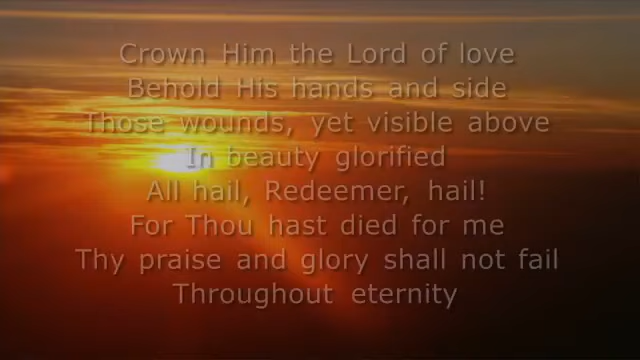 Crown Him the Lord of love
Behold His hands and side
Those wounds, yet visible above
In beauty glorified
All hail, Redeemer, hail!
For Thou hast died for me
Thy praise and glory shall not fail
Throughout eternity